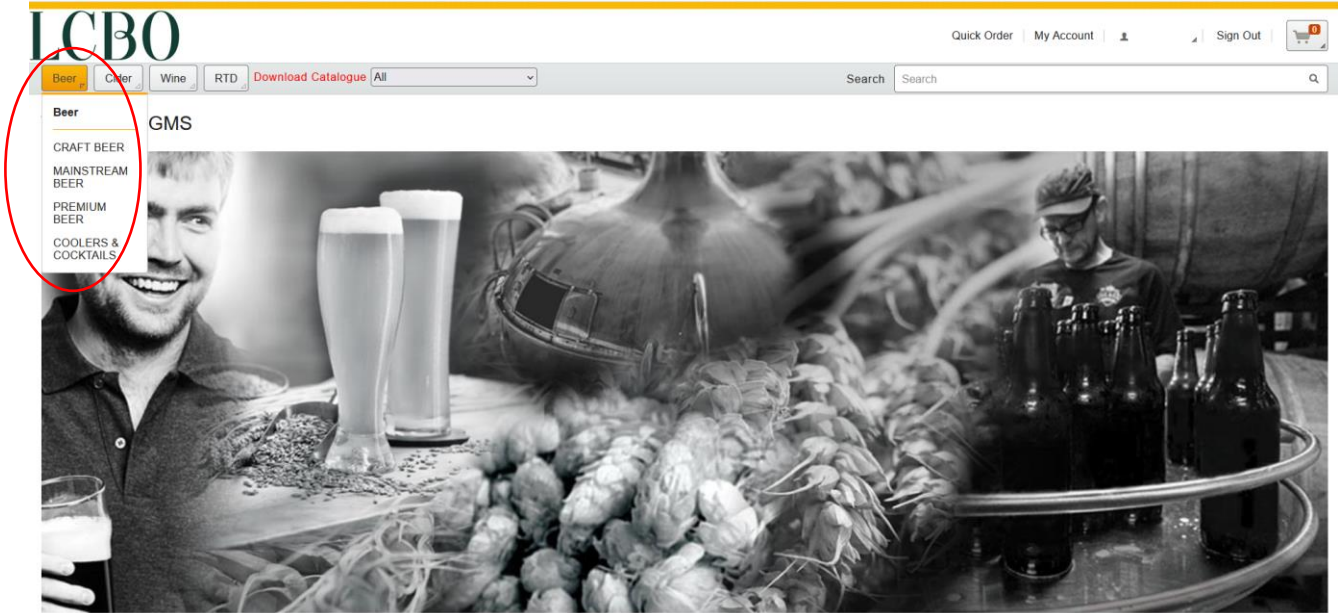 LCBO
Quick Order My Account Sign Out 0
Beer Cider Wine RTD Download Catalogue All Search Search
Beer
GMS
CRAFT BEER
MAINSTREAM
BEER
PREMIUM
BEER
COOLERS &
COCKTAILS